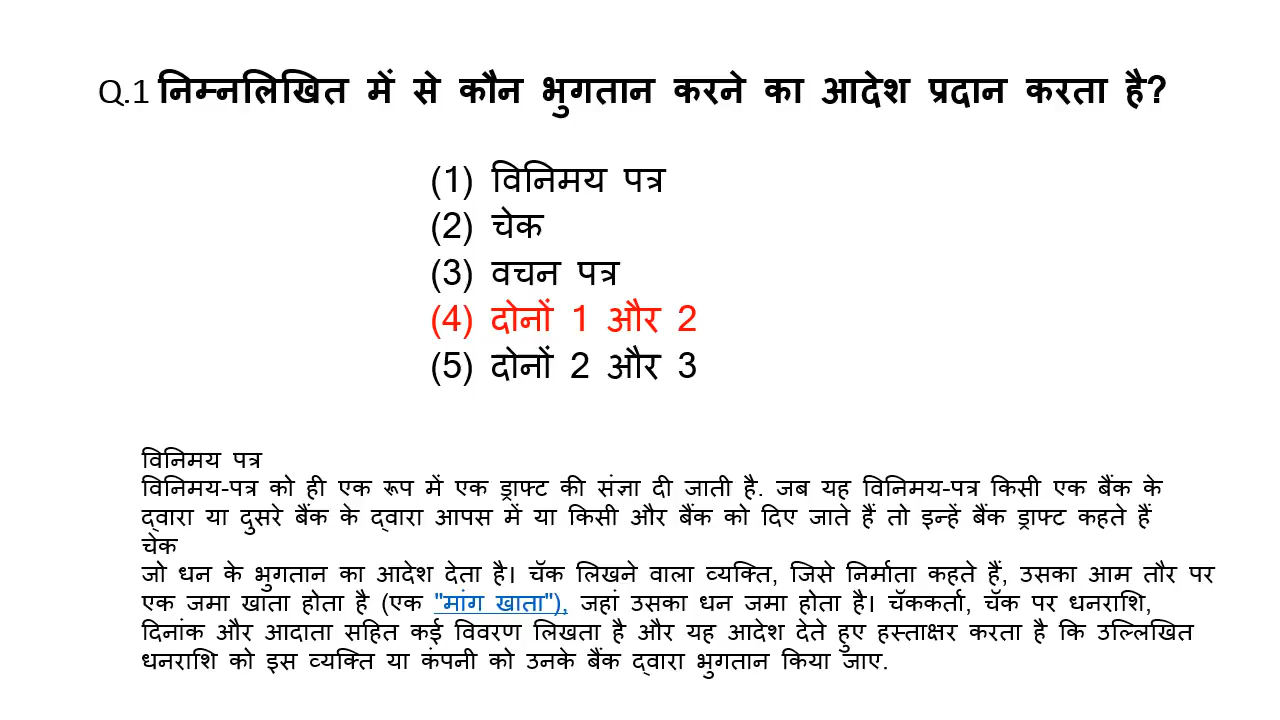 Q.1 निम्नलिखित में से कौन भुगतान करने का आदेश प्रदान करता है?
(1) विनिमय पत्र
(2) चेक
(3) वचन पत्र
(4) दोनों 1 और 2
(5) दोनों 2 और 3
विनिमय पत्र
विनिमय-पत्र को ही एक रूप में एक ड्राफ्ट की संज्ञा दी जाती है. जब यह विनिमय-पत्र किसी एक बैंक के
द्वारा या दुसरे बैंक के द्वारा आपस में या किसी और बैंक को दिए जाते हैं तो इन्हें बैंक ड्राफ्ट कहते हैं
चेक
जो धन के भुगतान का आदेश देता है। चॅक लिखने वाला व्यक्ति, जिसे निर्माता कहते हैं, उसका आम तौर पर
एक जमा खाता होता है (एक "मांग खाता"), जहां उसका धन जमा होता है। चॅककर्ता, चॅक पर धनराशि,
दिनांक और आदाता सहित कई विवरण लिखता है और यह आदेश देते हुए हस्ताक्षर करता है कि उल्लिखित
धनराशि को इस व्यक्ति या कंपनी को उनके बैंक द्वारा भुगतान किया जाए.